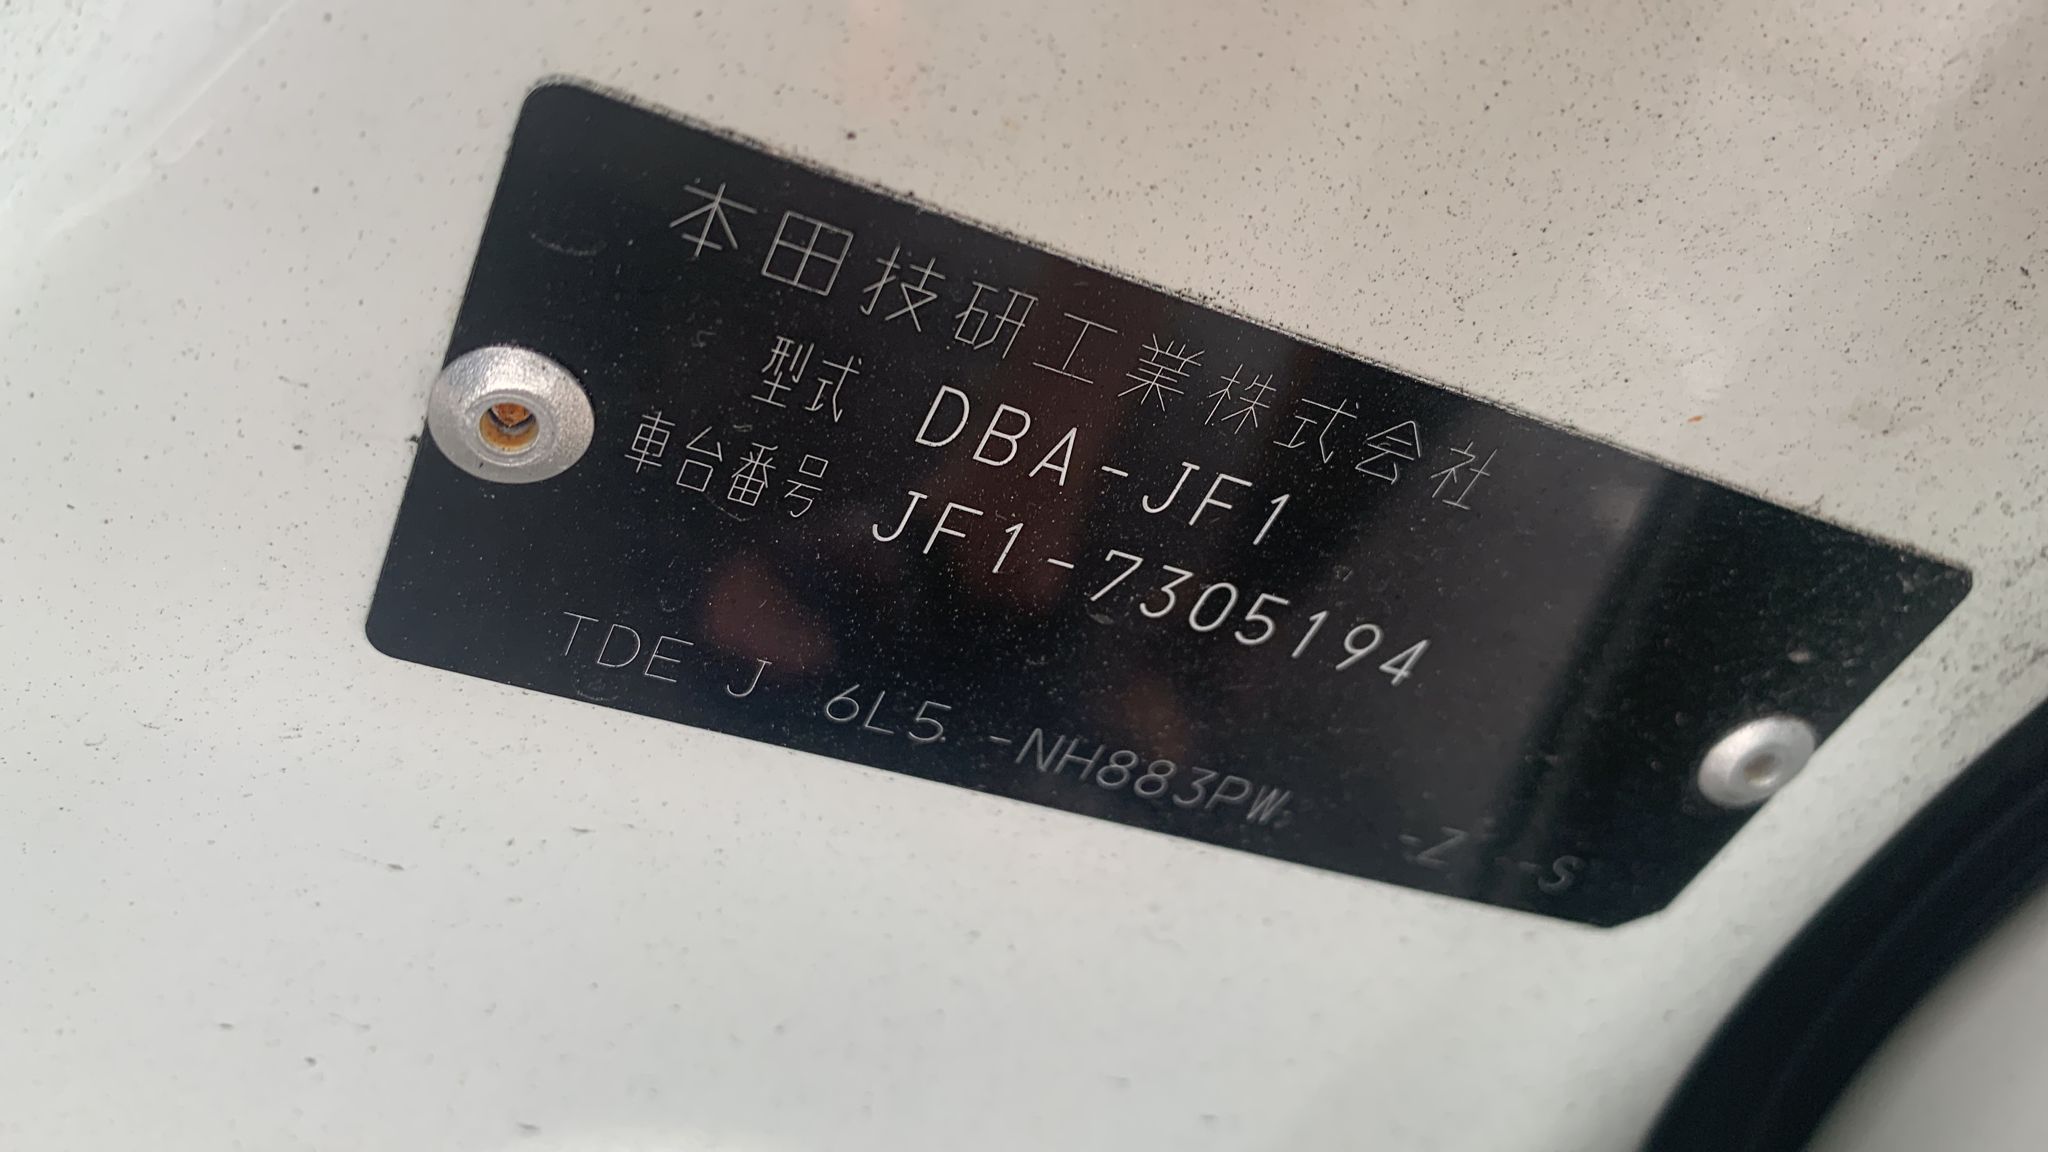 本田技研工業株式会社
型式 DBA-JF1
車台番号 JF1-7305194
TDE J 6L5 -NH883PW -Z --S